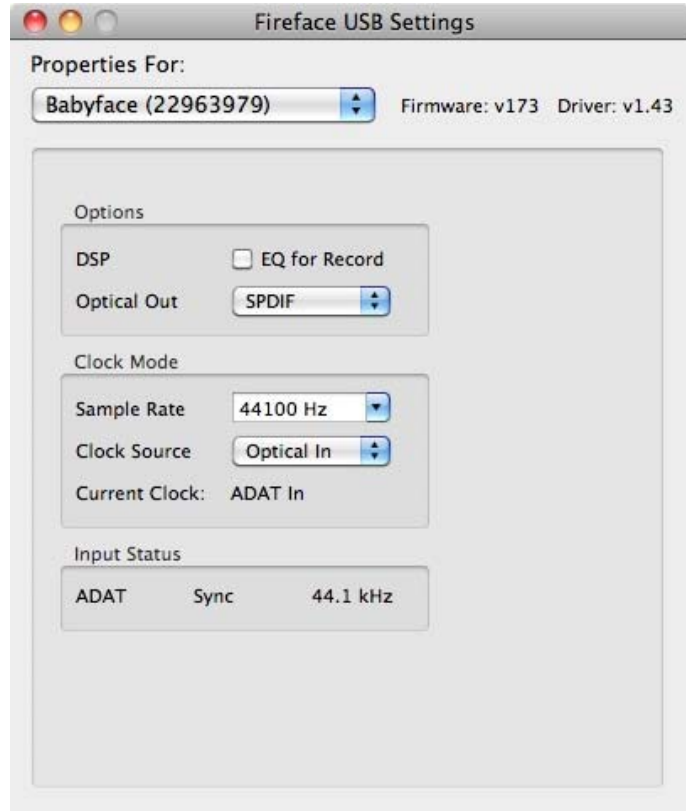 Fireface USB Settings
Properties For:
Babyface (22963979) Firmware: v173 Driver: v1.43
Options
DSP EQ for Record
Optical Out SPDIF
Clock Mode
Sample Rate 44100 Hz
Clock Source Optical In
Current Clock: ADAT In
Input Status
ADAT Sync 44.1 kHz